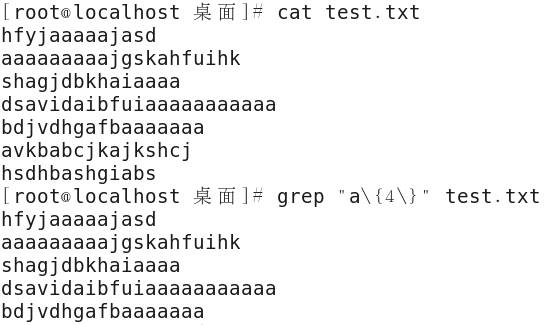 [root@localhost 桌面]# cat test.txt
hfyjaaaaajasd
aaaaaaaaajgskahfuihk
shagjdbkhaiaaaa
dsavidaibfuiaaaaaaaaaaa
bdjvdhgafbaaaaaaa
avkbabcjkajkshcj
hsdhbashgiabs
[root@localhost 桌面]# grep "a\{4\}" test.txt
hfyjaaaaajasd
aaaaaaaaajgskahfuihk
shagjdbkhaiaaaa
dsavidaibfuiaaaaaaaaaaa
bdjvdhgafbaaaaaaa